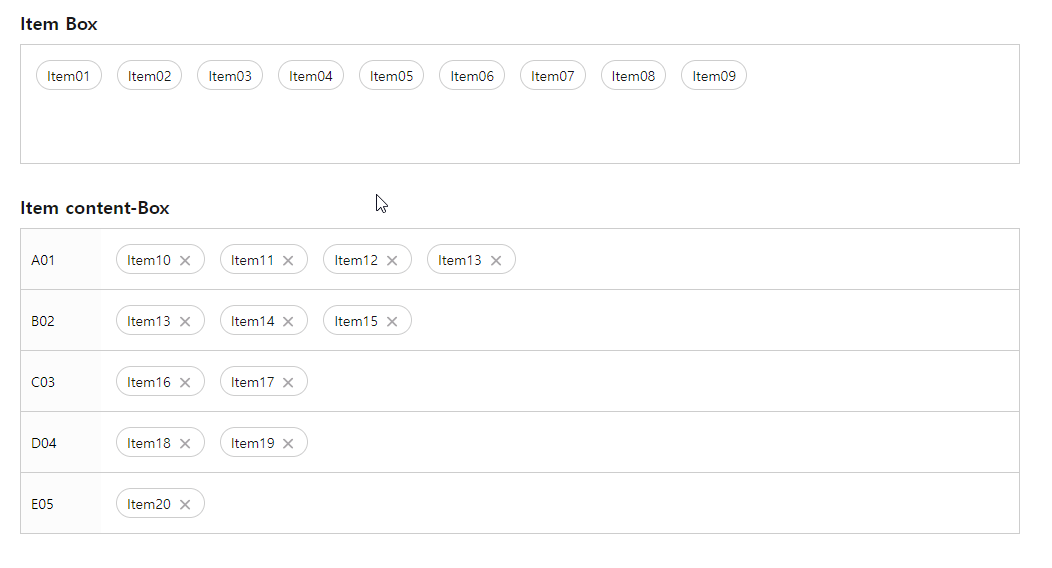 Item Box
Item01 Item02 Item03 Item04 Item05 Item06 Item07 Item08 Item09
Item content-Box
A01 Item10 Item11 Item12 Item13
B02 Item13 Item14 Item15
C03 Item16 Item17
D04 Item18 Item19
E05 Item20